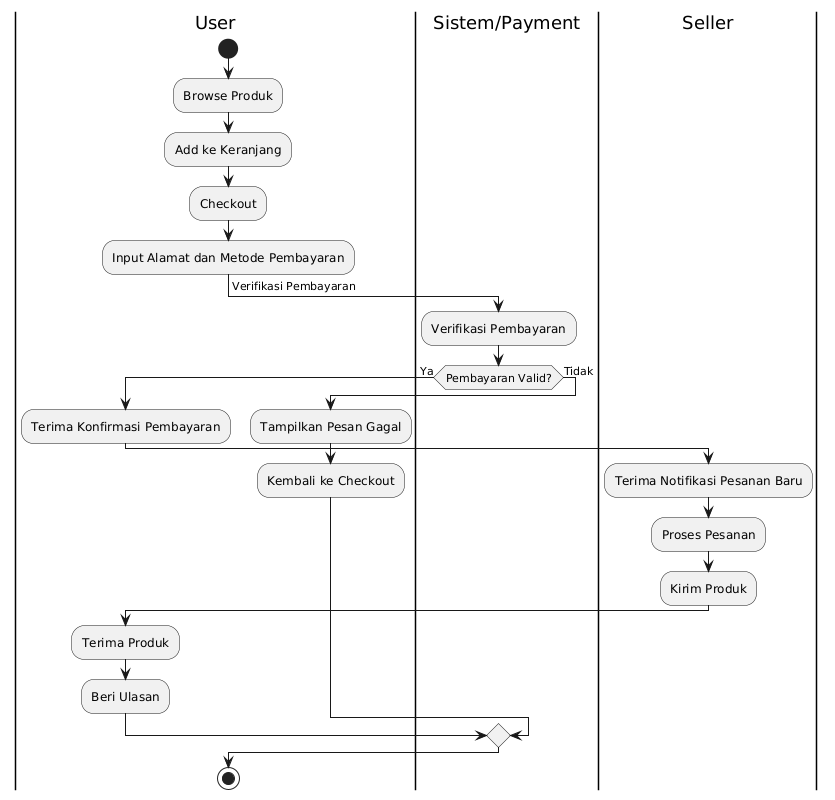 User
Sistem/Payment
Seller
Browse Produk
Add ke Keranjang
Checkout
Input Alamat dan Metode Pembayaran
Verifikasi Pembayaran
Verifikasi Pembayaran
Ya
Pembayaran Valid?
Tidak
Terima Konfirmasi Pembayaran
Tampilkan Pesan Gagal
Kembali ke Checkout
Terima Notifikasi Pesanan Baru
Proses Pesanan
Kirim Produk
Terima Produk
Beri Ulasan